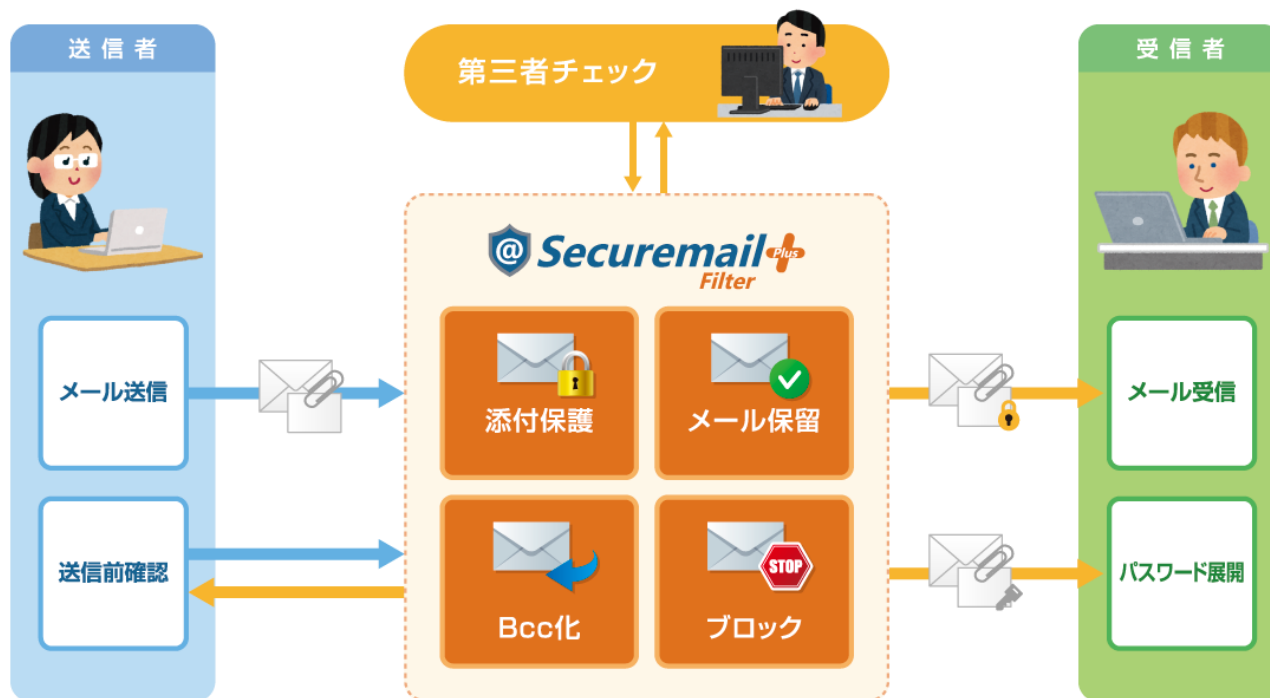 送信者
第三者チェック
受信者
@ Securemail Plus
Filter
メール送信
添付保護
メール保留
メール受信
送信前確認
STOP
Bcc化
ブロック
パスワード展開